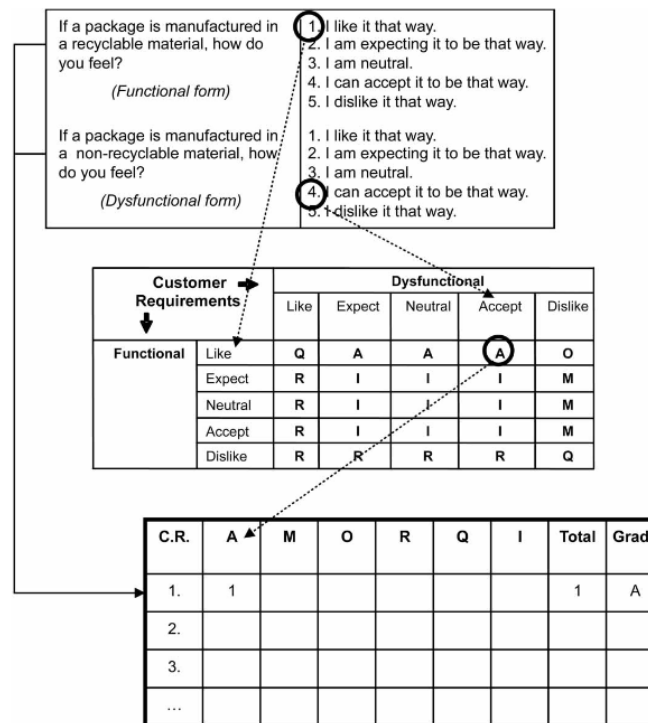 If a package is manufactured in
a recyclable material, how do
you feel?
(Functional form)
1. I like it that way.
2. I am expecting it to be that way.
3. I am neutral.
4. I can accept it to be that way.
5. I dislike it that way.
If a package is manufactured in
a non-recyclable material, how
do you feel?
(Dysfunctional form)
1. I like it that way.
2. I am expecting it to be that way.
3. I am neutral.
4. I can accept it to be that way.
5. I dislike it that way.
Customer
Requirements
Dysfunctional
Like Expect Neutral Accept Dislike
Functional Like Q A A A O
Expect R I I I M
Neutral R I I I M
Accept R I I I M
Dislike R R R R Q
C.R. A M O R Q I Total Grad
1. 1 1 A
2.
3.
...